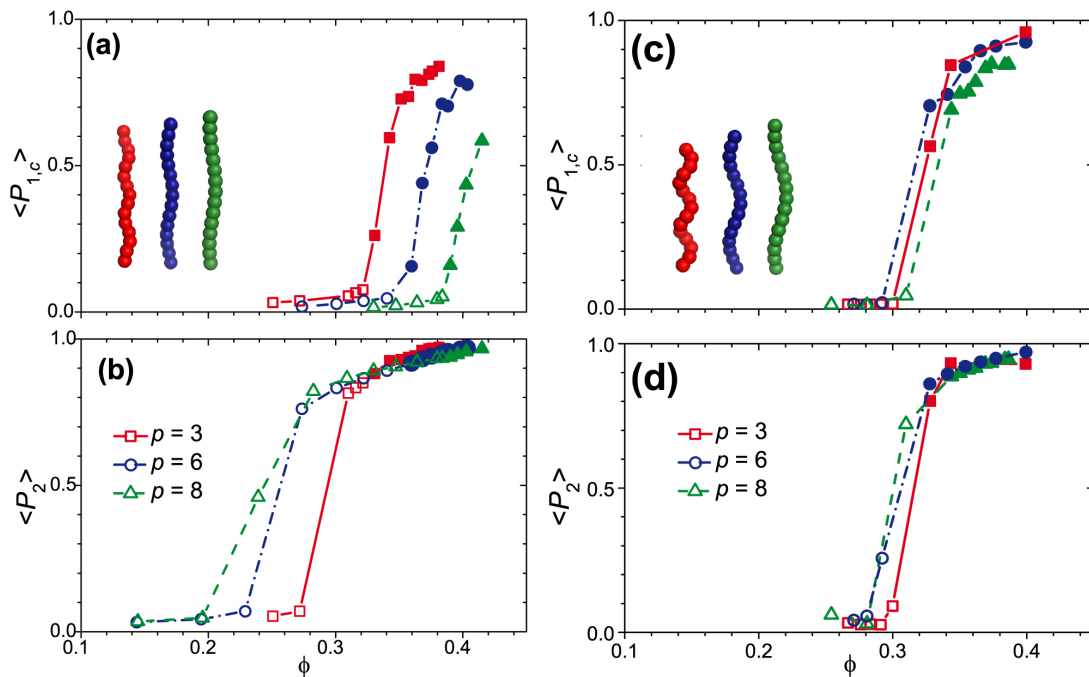 (a)
1.0
0.5
0.0
<P1,c>
(b)
1.0
0.5
0.0
<P2>
p = 3
p = 6
p = 8
0.1
0.2
0.3
0.4
ϕ
(c)
1.0
0.5
0.0
<P1,c>
(d)
1.0
0.5
0.0
<P2>
p = 3
p = 6
p = 8
0.1
0.2
0.3
0.4
ϕ